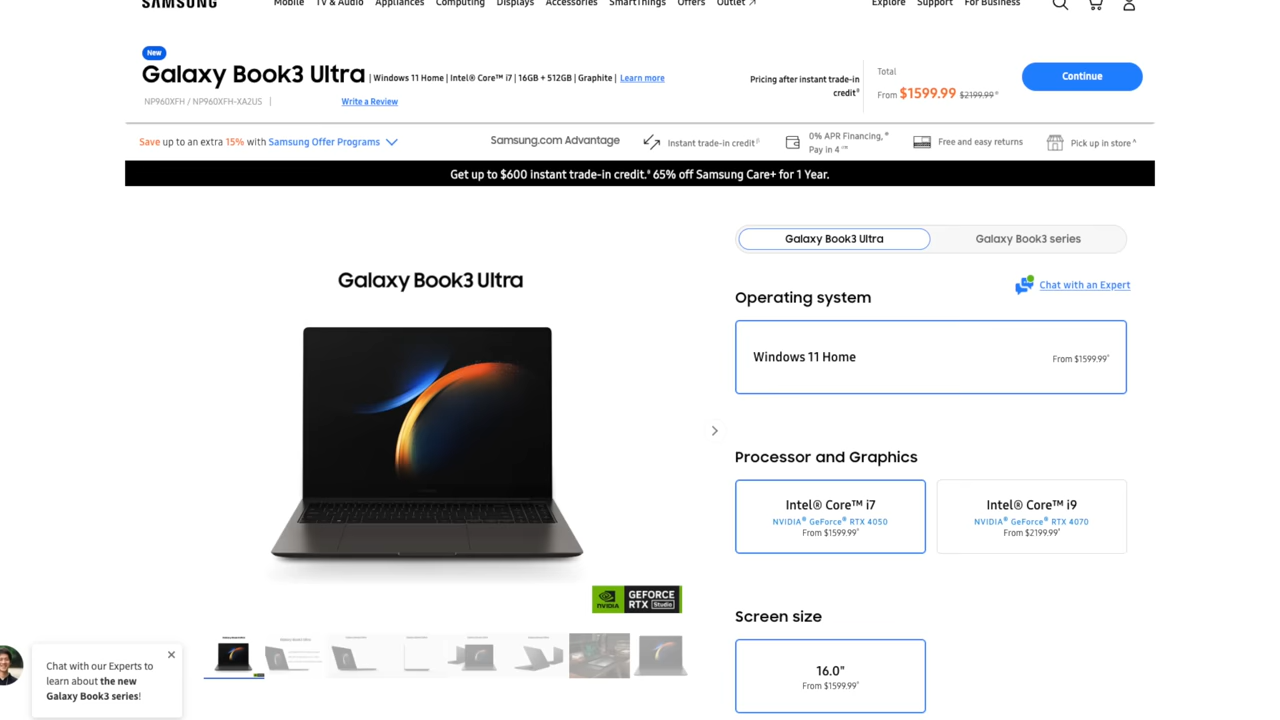 SAMSUNG
Mobile TV & Audio Appliances Computing Displays Accessories SmartThings Offers Outlet ↗ Explore Support For Business
New
Galaxy Book3 Ultra | Windows 11 Home | Intel® Core™ i7 | 16GB + 512GB | Graphite | Learn more
NP960XFH / NP960XFH-XA2US |
Write a Review
Pricing after instant trade-in
credit
Total
From $1599.99 $2199.99
Continue
Save up to an extra 15% with Samsung Offer Programs
Samsung.com Advantage
Instant trade-in credit
0% APR Financing,
Pay in 4
Free and easy returns
Pick up in store ^
Get up to $600 instant trade-in credit. 65% off Samsung Care+ for 1 Year.
Galaxy Book3 Ultra
Galaxy Book3 series
Chat with an Expert
Galaxy Book3 Ultra
Operating system
Windows 11 Home
From $1599.99
Processor and Graphics
Intel® Core™ i7
NVIDIA® GeForce® RTX 4050
From $1599.99
Intel® Core™ i9
NVIDIA® GeForce® RTX 4070
From $2199.99
NVIDIA
GEFORCE
RTX Studio
Screen size
16.0"
From $1599.99
Chat with our Experts to
learn about the new
Galaxy Book3 series!